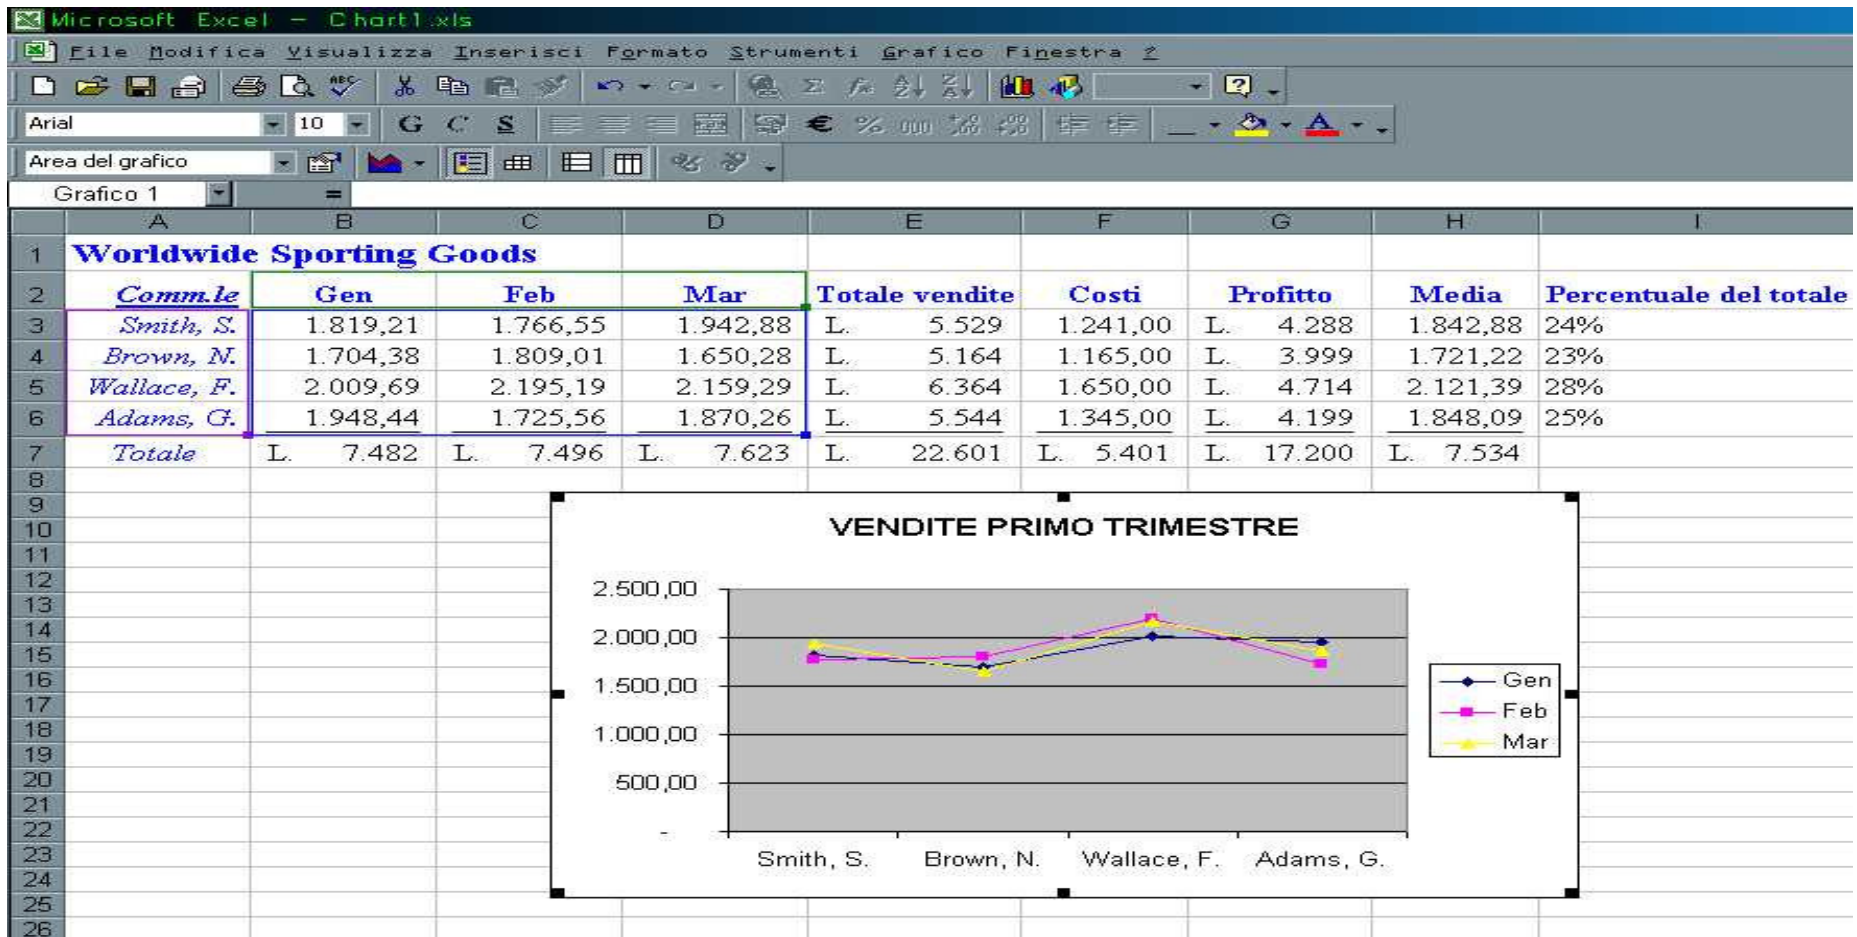 Microsoft Excel - Chart1.xls
File Modifica Visualizza Inserisci Formato Strumenti Grafico Finestra ?
ABC
Arial 10 G C S € % 000
Area del grafico
Grafico 1 =
A B C D E F G H I
1 Worldwide Sporting Goods
2 Comm.le Gen Feb Mar Totale vendite Costi Profitto Media Percentuale del totale
3 Smith, S. 1.819,21 1.766,55 1.942,88 L. 5.529 1.241,00 L. 4.288 1.842,88 24%
4 Brown, N. 1.704,38 1.809,01 1.650,28 L. 5.164 1.165,00 L. 3.999 1.721,22 23%
5 Wallace, F. 2.009,69 2.195,19 2.159,29 L. 6.364 1.650,00 L. 4.714 2.121,39 28%
6 Adams, G. 1.948,44 1.725,56 1.870,26 L. 5.544 1.345,00 L. 4.199 1.848,09 25%
7 Totale L. 7.482 L. 7.496 L. 7.623 L. 22.601 L. 5.401 L. 17.200 L. 7.534
8
9
10
11
12
13
14
15
16
17
18
19
20
21
22
23
24
25
26
VENDITE PRIMO TRIMESTRE
2.500,00
2.000,00
1.500,00
1.000,00
500,00
-
Smith, S. Brown, N. Wallace, F. Adams, G.
Gen
Feb
Mar